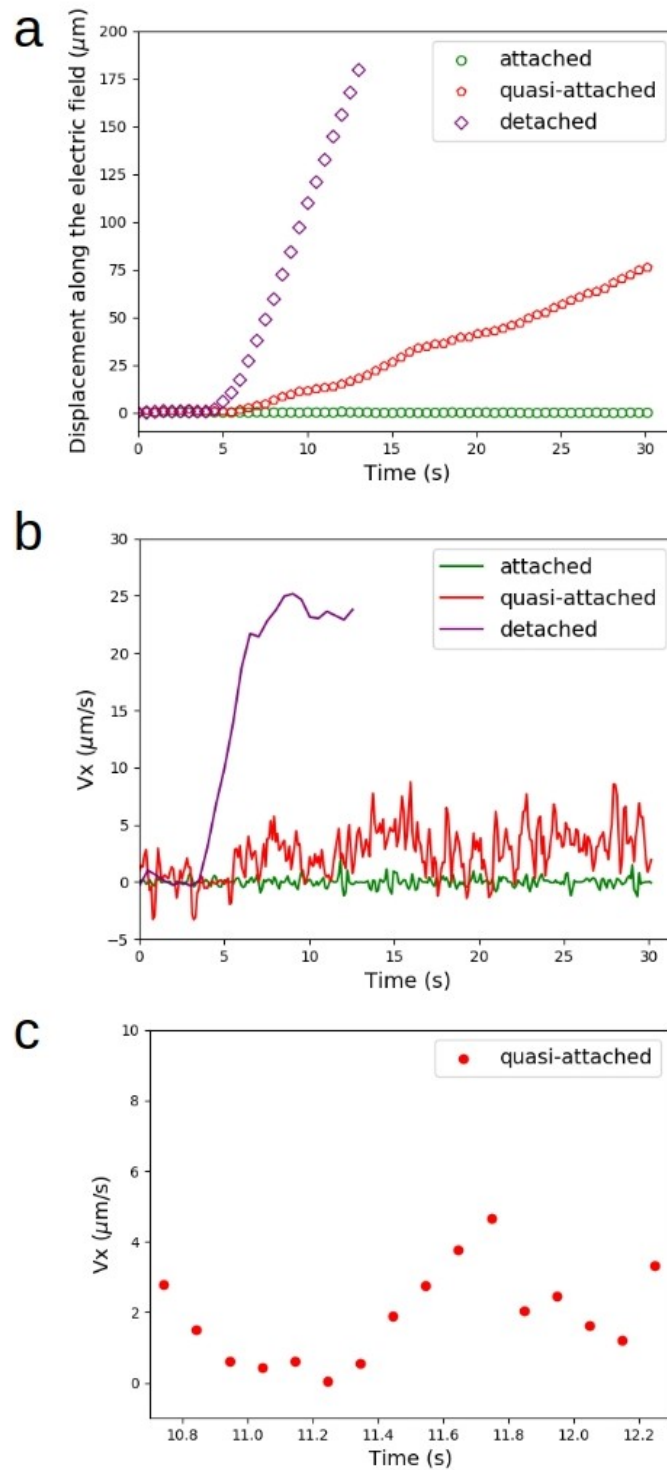 a
Displacement along the electric field (μm)
200
175
150
125
100
75
50
25
0
attached
quasi-attached
detached
0 5 10 15 20 25 30
Time (s)
b
Vx (μm/s)
30
25
20
15
10
5
0
−5
attached
quasi-attached
detached
0 5 10 15 20 25 30
Time (s)
c
Vx (μm/s)
10
8
6
4
2
0
quasi-attached
10.8 11.0 11.2 11.4 11.6 11.8 12.0 12.2
Time (s)